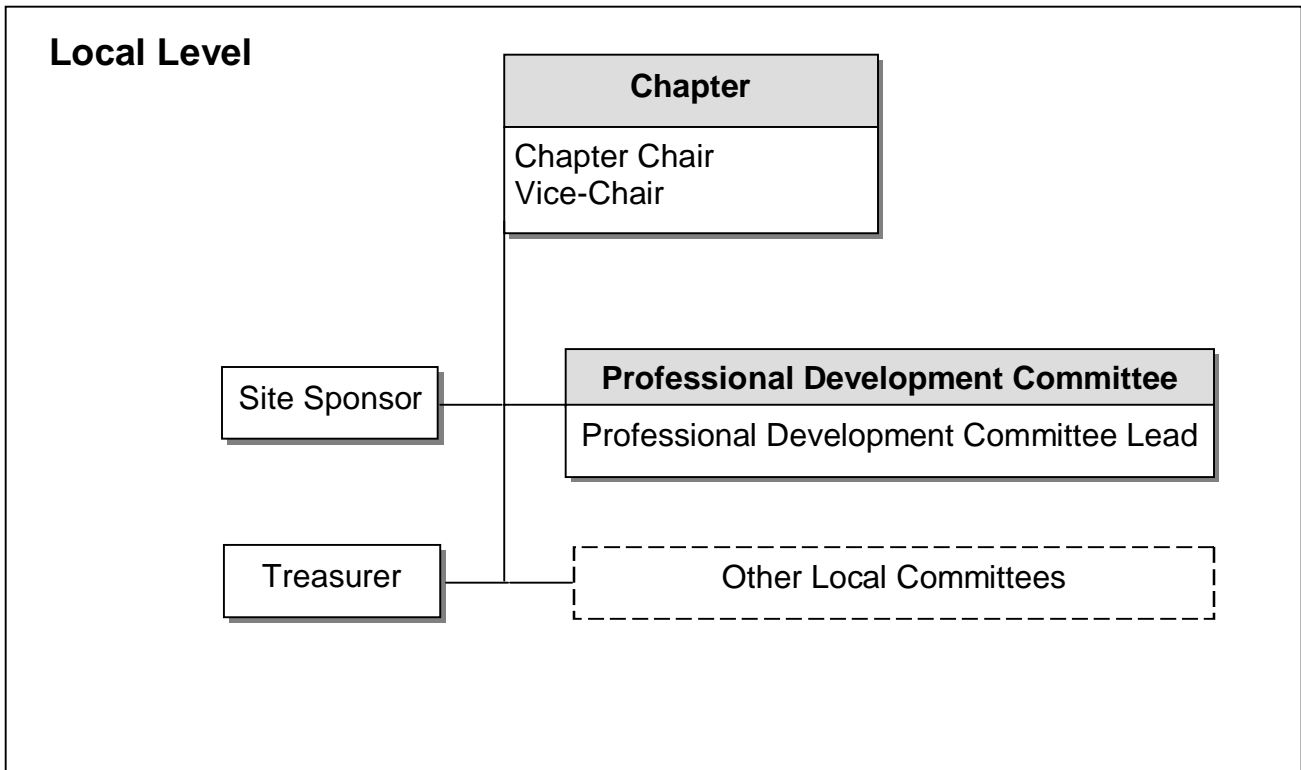 Local Level
Chapter
Chapter Chair
Vice-Chair
Site Sponsor
Professional Development Committee
Professional Development Committee Lead
Treasurer
Other Local Committees